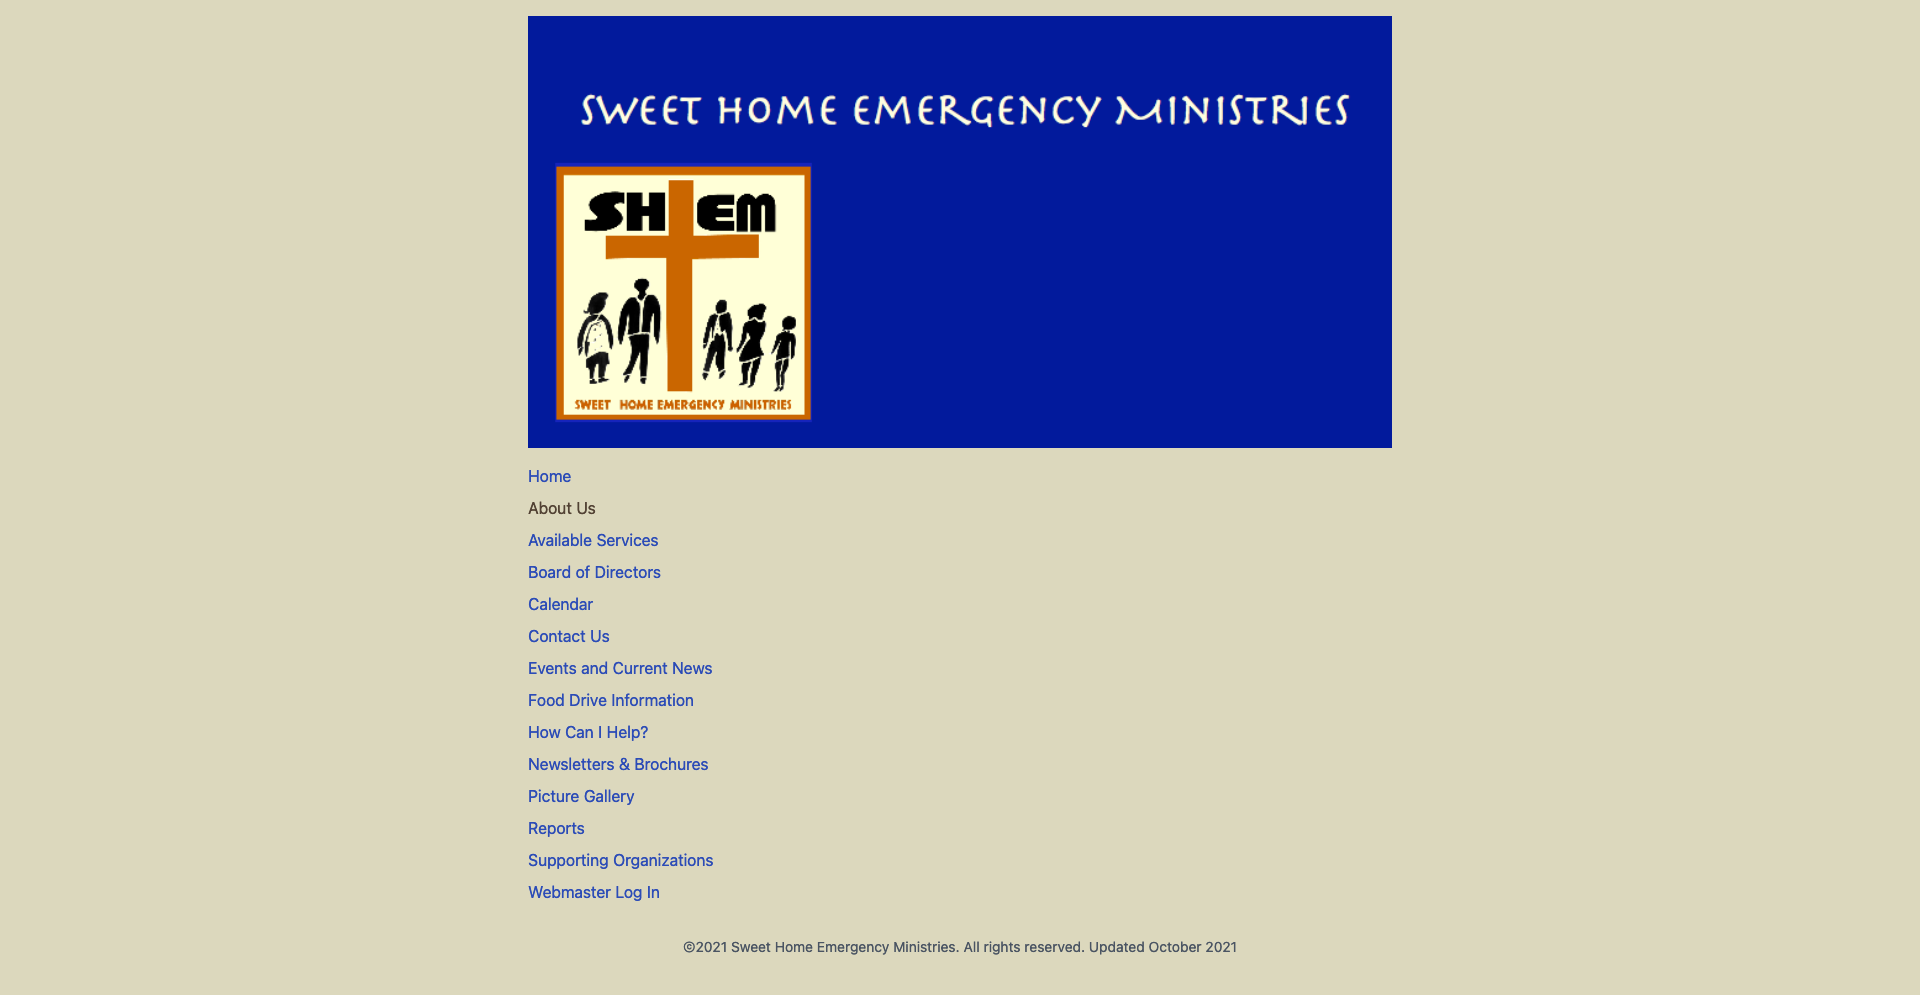 SWEET HOME EMERGENCY MINISTRIES
SH EM
SWEET HOME EMERGENCY MINISTRIES
Home
About Us
Available Services
Board of Directors
Calendar
Contact Us
Events and Current News
Food Drive Information
How Can I Help?
Newsletters & Brochures
Picture Gallery
Reports
Supporting Organizations
Webmaster Log In
©2021 Sweet Home Emergency Ministries. All rights reserved. Updated October 2021